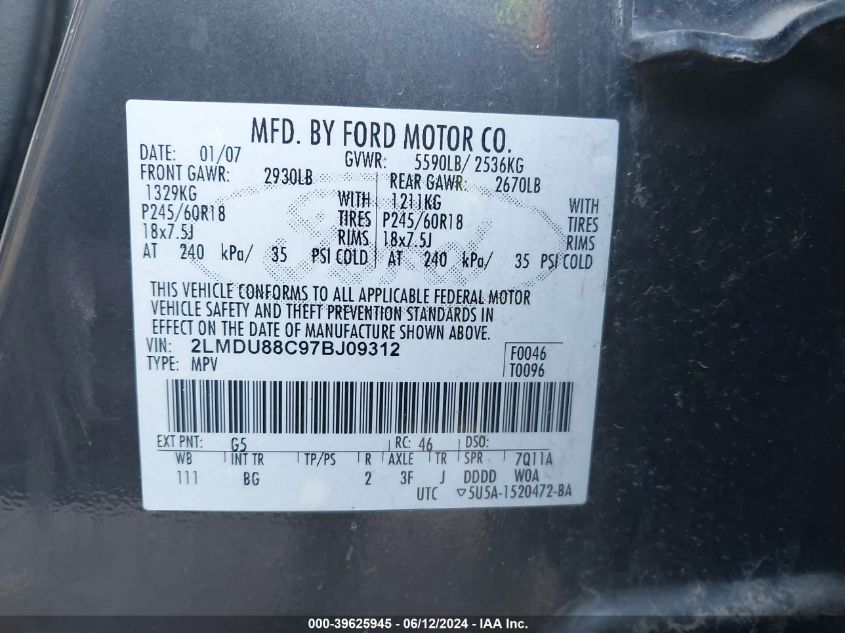 MFD. BY FORD MOTOR CO.
DATE: 01/07 GVWR: 5590LB/ 2536KG
FRONT GAWR: 2930LB REAR GAWR: 2670LB
1329KG WITH 1211KG WITH
P245/60R18 TIRES P245/60R18 TIRES
18x7.5J RIMS 18x7.5J RIMS
AT 240 kPa/ 35 PSI COLD AT 240 kPa/ 35 PSI COLD
THIS VEHICLE CONFORMS TO ALL APPLICABLE FEDERAL MOTOR
VEHICLE SAFETY AND THEFT PREVENTION STANDARDS IN
EFFECT ON THE DATE OF MANUFACTURE SHOWN ABOVE.
VIN: 2LMDU88C97BJ09312 F0046
TYPE: MPV T0096
EXT PNT: G5 RC: 46 DSO:
WB INT TR TP/PS R AXLE TR SPR 7Q11A
111 BG 2 3F J DDDD W0A
UTC ▽5U5A-1520472-BA
000-39625945 - 06/12/2024 - IAA, Inc.